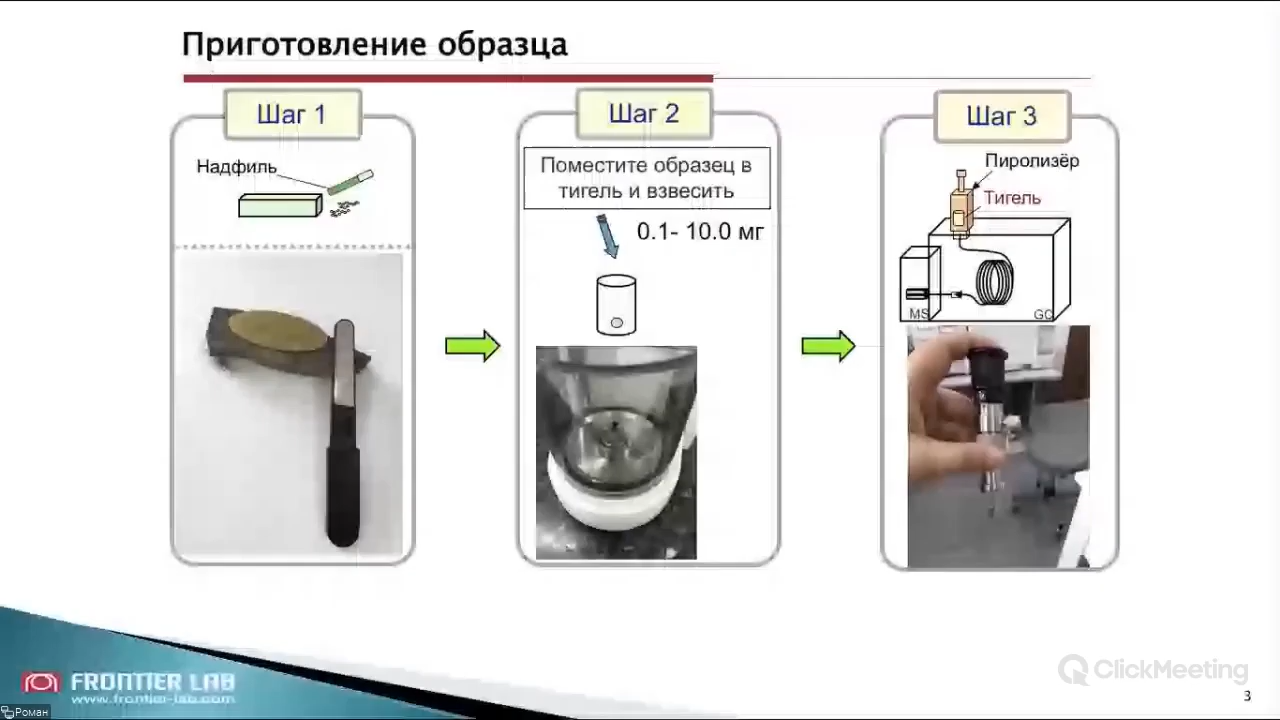 Приготовление образца
Шаг 1
Надфиль
Шаг 2
Поместите образец в
тигель и взвесить
0.1- 10.0 мг
Шаг 3
Пиролизёр
Тигель
MS
GC
FRONTIER LAB
www.frontier-lab.com
ClickMeeting
3
Роман